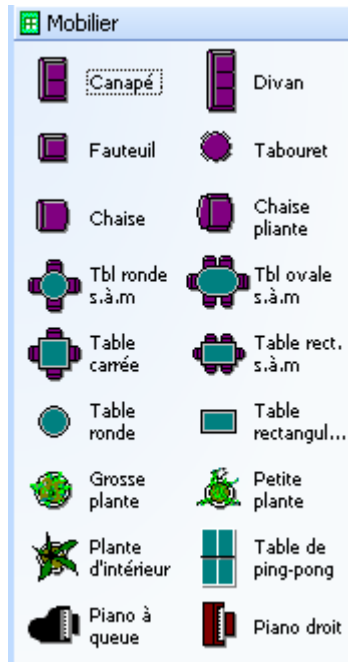 Mobilier
Canapé
Divan
Fauteuil
Tabouret
Chaise
Chaise
pliante
Tbl ronde
s.à.m
Tbl ovale
s.à.m
Table
carrée
Table rect.
s.à.m
Table
ronde
Table
rectangul...
Grosse
plante
Petite
plante
Plante
d'intérieur
Table de
ping-pong
Piano à
queue
Piano droit